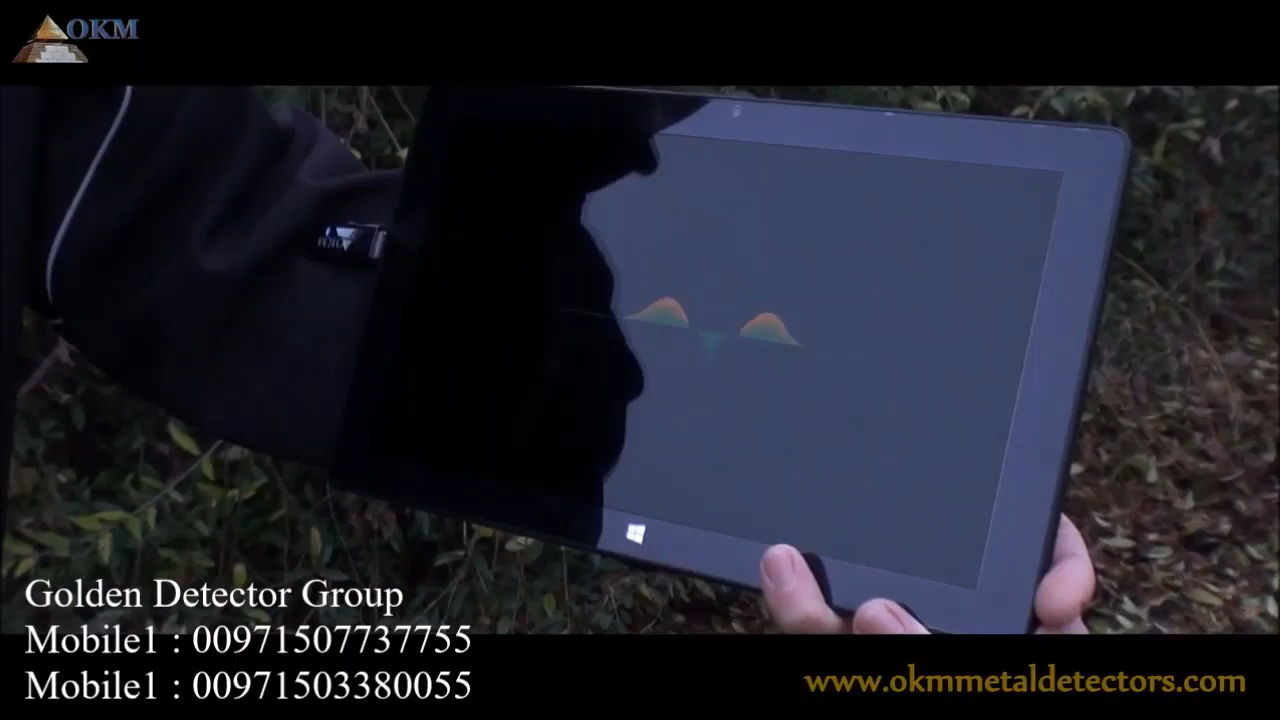 OKM
Golden Detector Group
Mobile1 : 00971507737755
Mobile1 : 00971503380055
www.okmmetaldetectors.com